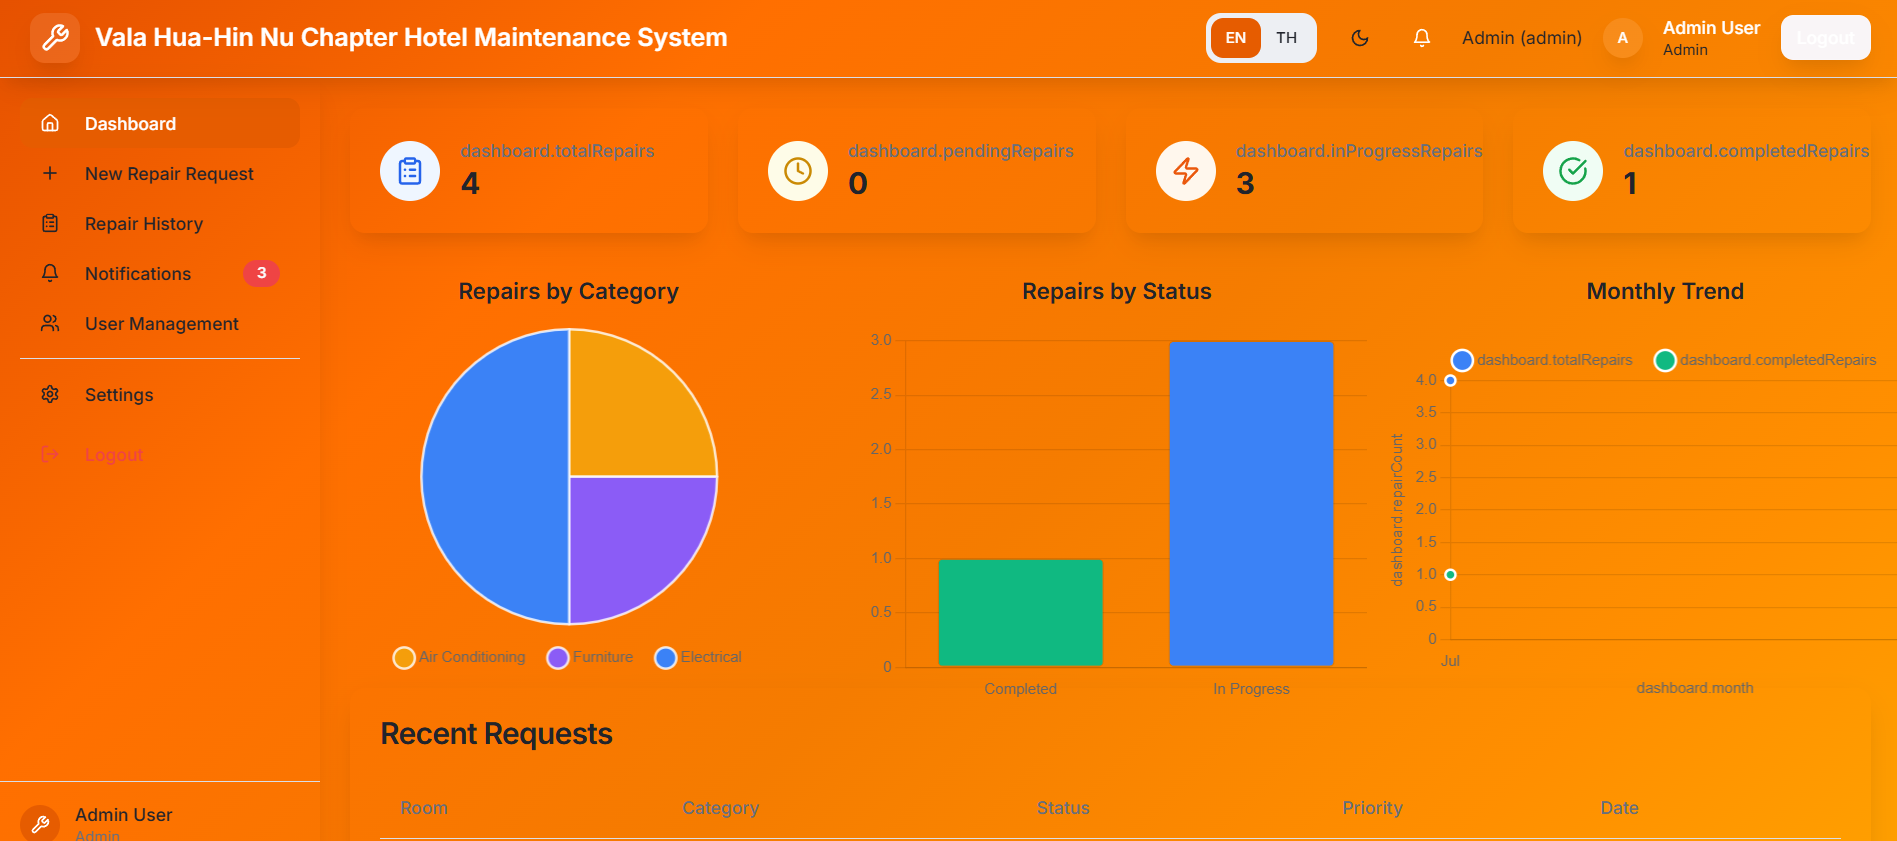 Vala Hua-Hin Nu Chapter Hotel Maintenance System
EN TH
Admin (admin)
A
Admin User
Admin
Logout
Dashboard
New Repair Request
Repair History
Notifications 3
User Management
Settings
Logout
Admin User
Admin
dashboard.totalRepairs
4
dashboard.pendingRepairs
0
dashboard.inProgressRepairs
3
dashboard.completedRepairs
1
Repairs by Category
Air Conditioning Furniture Electrical
Repairs by Status
3.0
2.5
2.0
1.5
1.0
0.5
0
Completed In Progress
Monthly Trend
dashboard.totalRepairs dashboard.completedRepairs
dashboard.repairCount
4.0
3.5
3.0
2.5
2.0
1.5
1.0
0.5
0
Jul
dashboard.month
Recent Requests
Room Category Status Priority Date